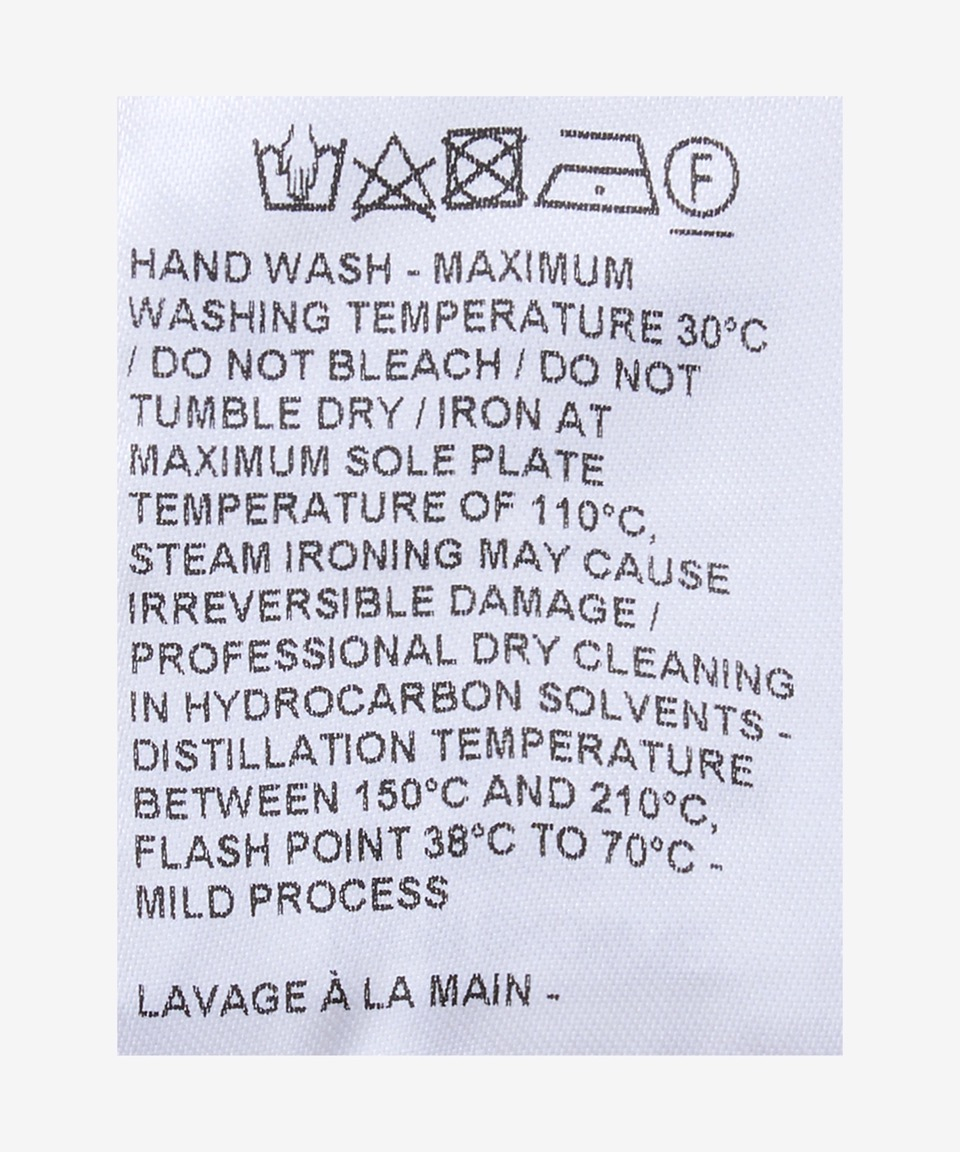 F
HAND WASH - MAXIMUM
WASHING TEMPERATURE 30°C
/ DO NOT BLEACH / DO NOT
TUMBLE DRY / IRON AT
MAXIMUM SOLE PLATE
TEMPERATURE OF 110°C,
STEAM IRONING MAY CAUSE
IRREVERSIBLE DAMAGE /
PROFESSIONAL DRY CLEANING
IN HYDROCARBON SOLVENTS -
DISTILLATION TEMPERATURE
BETWEEN 150°C AND 210°C,
FLASH POINT 38°C TO 70°C -
MILD PROCESS
LAVAGE À LA MAIN -